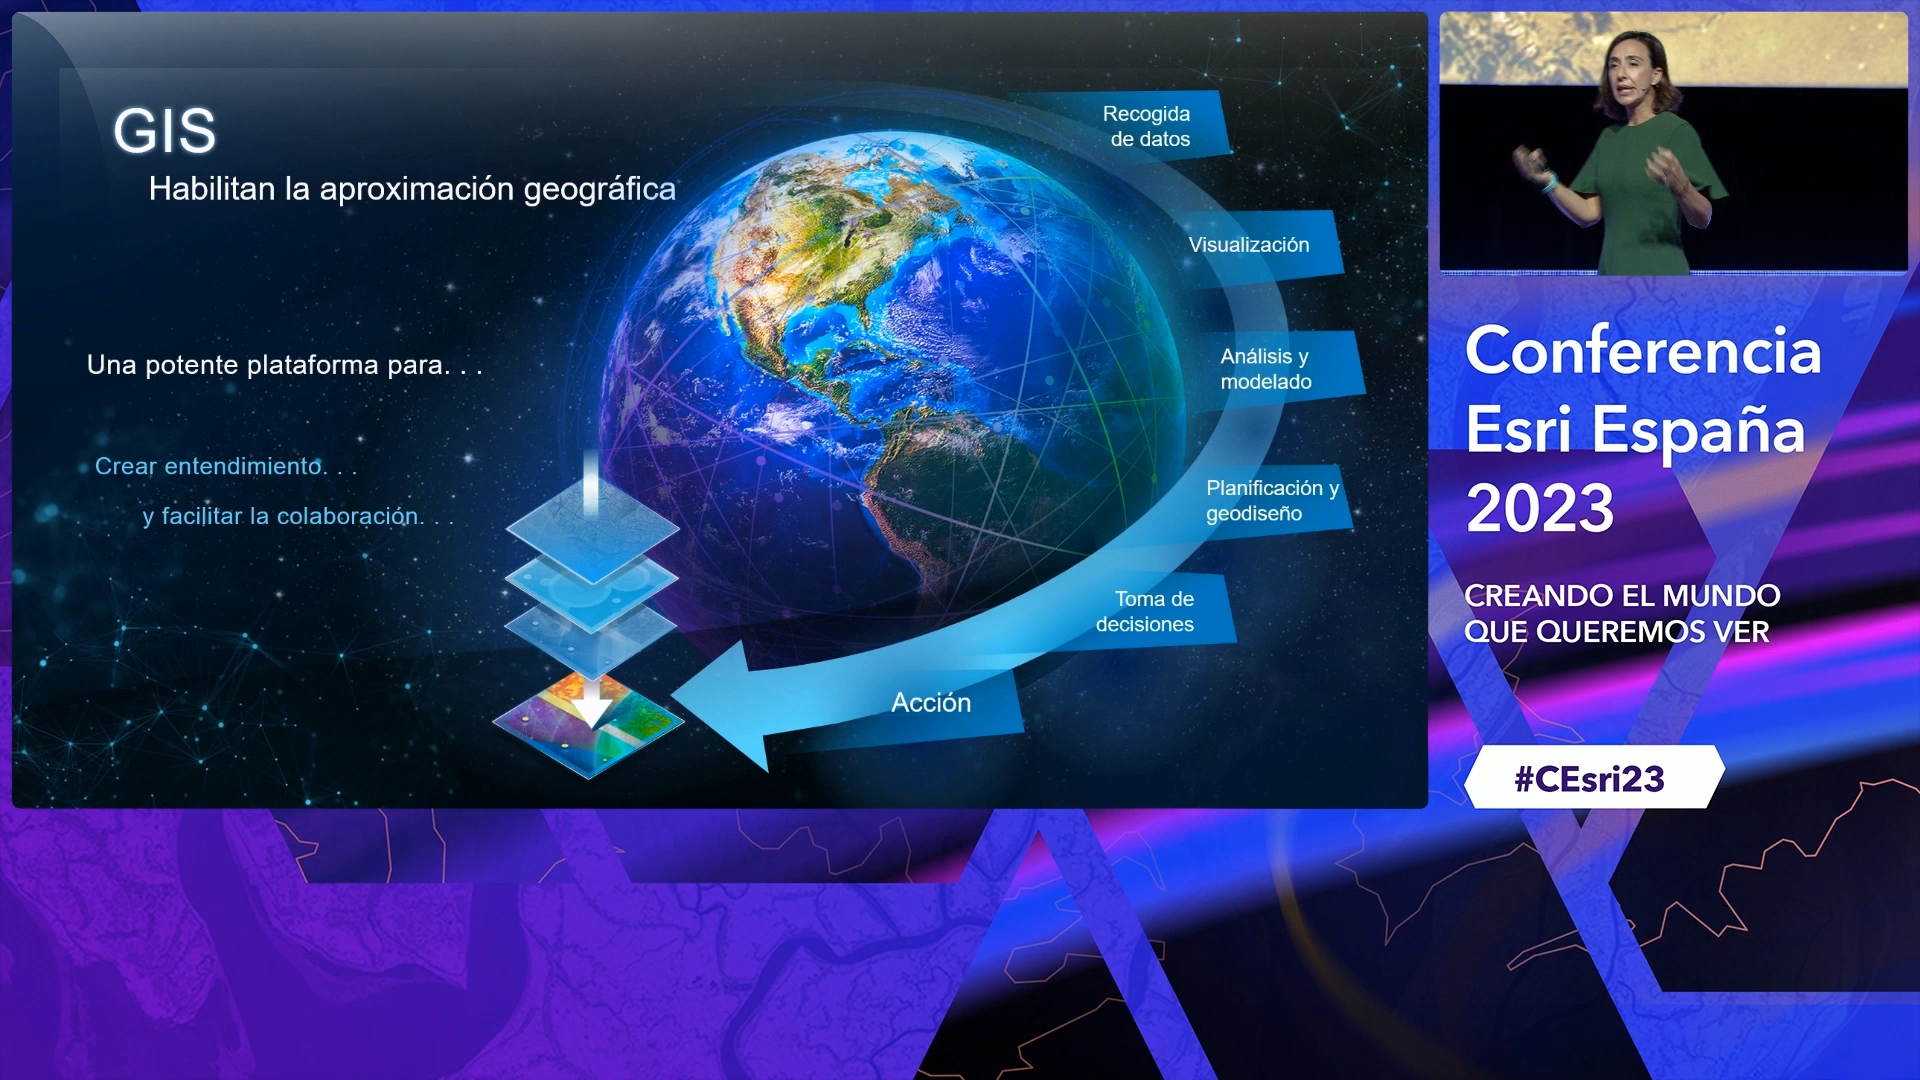 GIS
Habilitan la aproximación geográfica
Una potente plataforma para. . .
Crear entendimiento. . .
y facilitar la colaboración. . .
Recogida
de datos
Visualización
Análisis y
modelado
Planificación y
geodiseño
Toma de
decisiones
Acción
Conferencia
Esri España
2023
CREANDO EL MUNDO
QUE QUEREMOS VER
#CEsri23